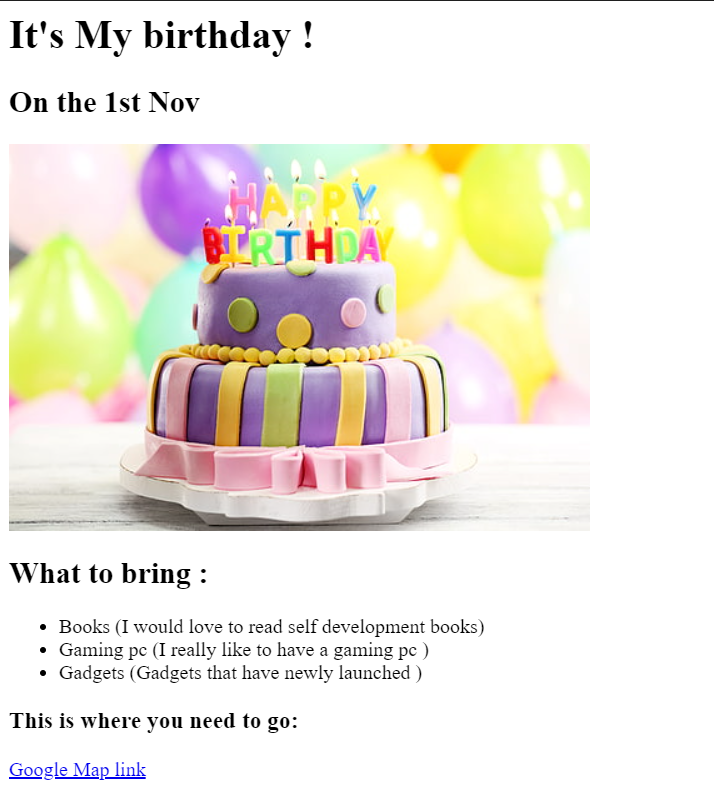 It's My birthday !
On the 1st Nov
HAPPY
BIRTHDAY
What to bring :
Books (I would love to read self development books)
Gaming pc (I really like to have a gaming pc )
Gadgets (Gadgets that have newly launched )
This is where you need to go:
Google Map link